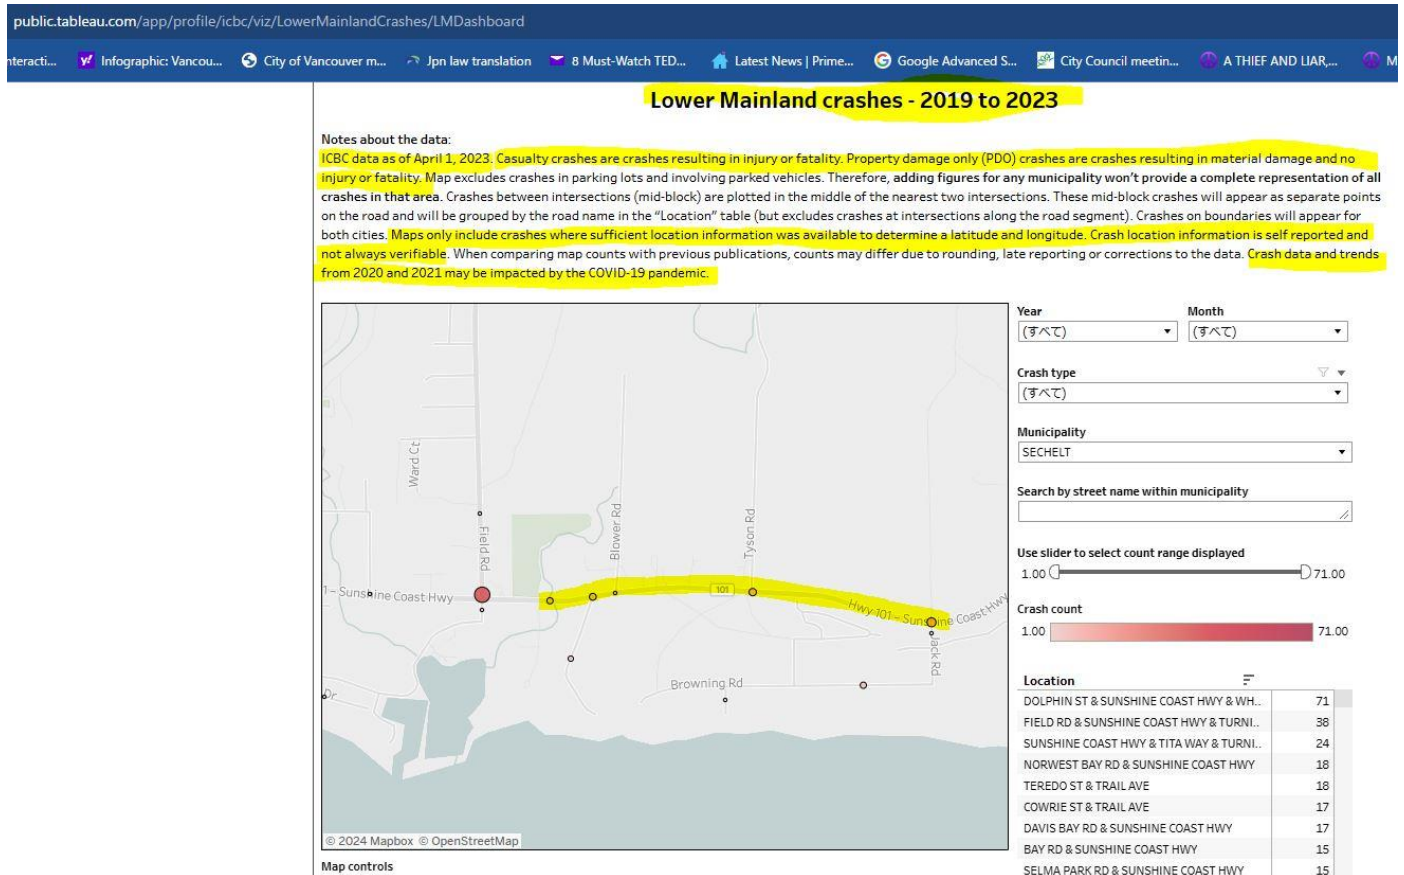 public.tableau.com/app/profile/icbc/viz/LowerMainlandCrashes/LMDashboard
nteracti... Infographic: Vancou... City of Vancouver m... Jpn law translation 8 Must-Watch TED... Latest News | Prime... Google Advanced S... City Council meetin... A THIEF AND LIAR,... M
Lower Mainland crashes - 2019 to 2023
Notes about the data:
ICBC data as of April 1, 2023. Casualty crashes are crashes resulting in injury or fatality. Property damage only (PDO) crashes are crashes resulting in material damage and no
injury or fatality. Map excludes crashes in parking lots and involving parked vehicles. Therefore, adding figures for any municipality won't provide a complete representation of all
crashes in that area. Crashes between intersections (mid-block) are plotted in the middle of the nearest two intersections. These mid-block crashes will appear as separate points
on the road and will be grouped by the road name in the "Location" table (but excludes crashes at intersections along the road segment). Crashes on boundaries will appear for
both cities. Maps only include crashes where sufficient location information was available to determine a latitude and longitude. Crash location information is self reported and
not always verifiable. When comparing map counts with previous publications, counts may differ due to rounding, late reporting or corrections to the data. Crash data and trends
from 2020 and 2021 may be impacted by the COVID-19 pandemic.
Ward Ct
Field Rd
Blower Rd
Tyson Rd
1 – Sunshine Coast Hwy
101
Hwy 101 – Sunshine Coast Hwy
Jack Rd
Browning Rd
Dr
© 2024 Mapbox © OpenStreetMap
Map controls
Year Month
(すべて) (すべて)
Crash type
(すべて)
Municipality
SECHELT
Search by street name within municipality
Use slider to select count range displayed
1.00 71.00
Crash count
1.00 71.00
Location
DOLPHIN ST & SUNSHINE COAST HWY & WH.. 71
FIELD RD & SUNSHINE COAST HWY & TURNI.. 38
SUNSHINE COAST HWY & TITA WAY & TURNI.. 24
NORWEST BAY RD & SUNSHINE COAST HWY 18
TEREDO ST & TRAIL AVE 18
COWRIE ST & TRAIL AVE 17
DAVIS BAY RD & SUNSHINE COAST HWY 17
BAY RD & SUNSHINE COAST HWY 15
SELMA PARK RD & SUNSHINE COAST HWY 15